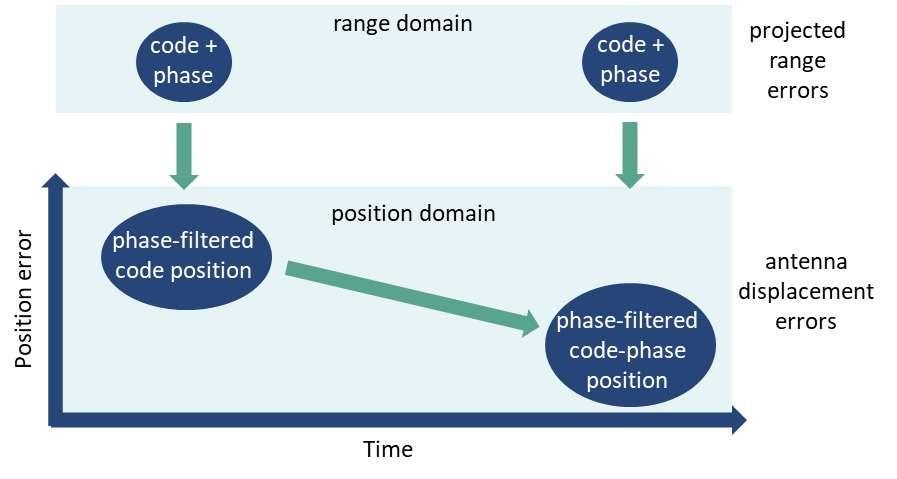 range domain
code +
phase
code +
phase
projected
range
errors
position domain
phase-filtered
code position
phase-filtered
code-phase
position
antenna
displacement
errors
Position error
Time